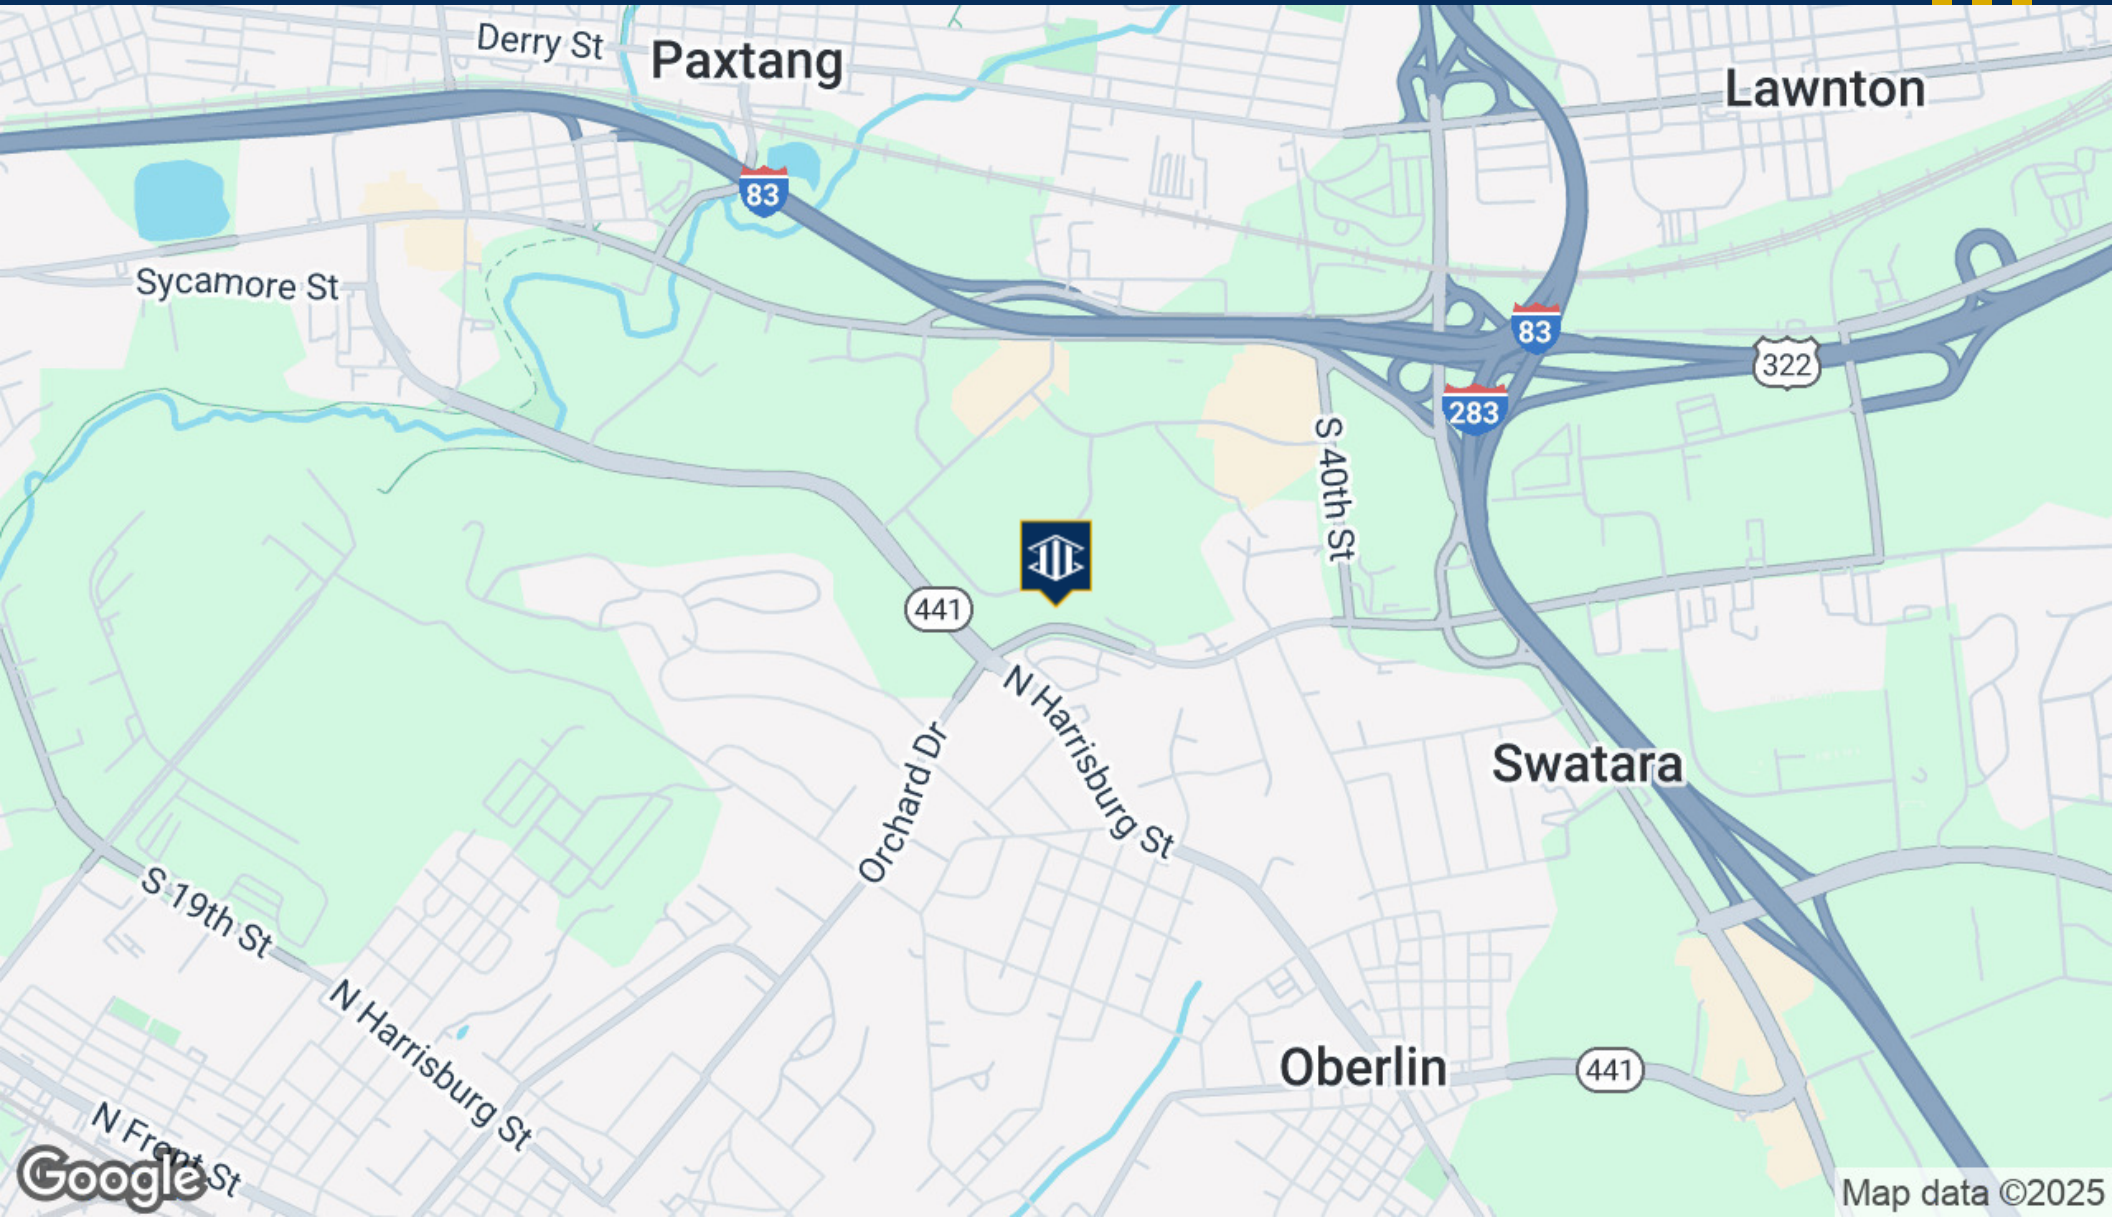 Derry St
Paxtang
Lawnton
83
Sycamore St
83
322
283
S 40th St
441
N Harrisburg St
Orchard Dr
Swatara
S 19th St
N Harrisburg St
Oberlin
441
N Front St
Google
Map data ©2025